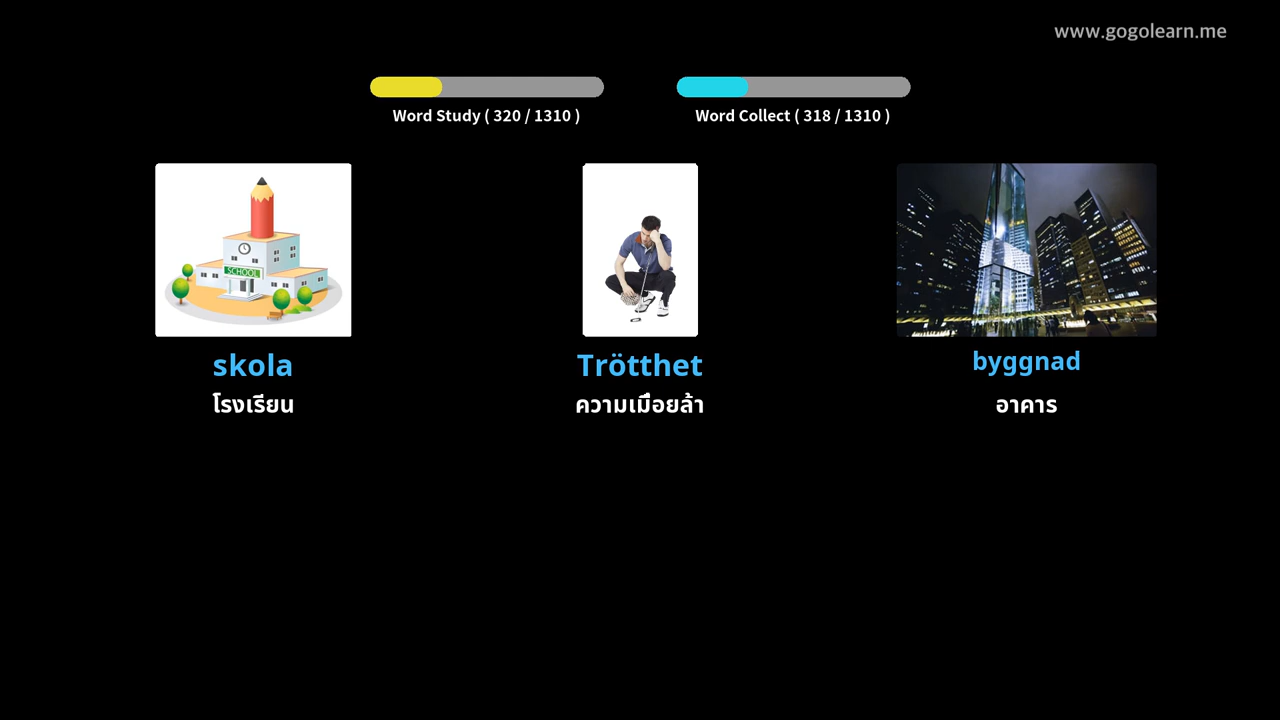 www.gogolearn.me
Word Study ( 320 / 1310 )
Word Collect ( 318 / 1310 )
SCHOOL
skola
Trötthet
byggnad
โรงเรียน
ความเมื่อยล้า
อาคาร